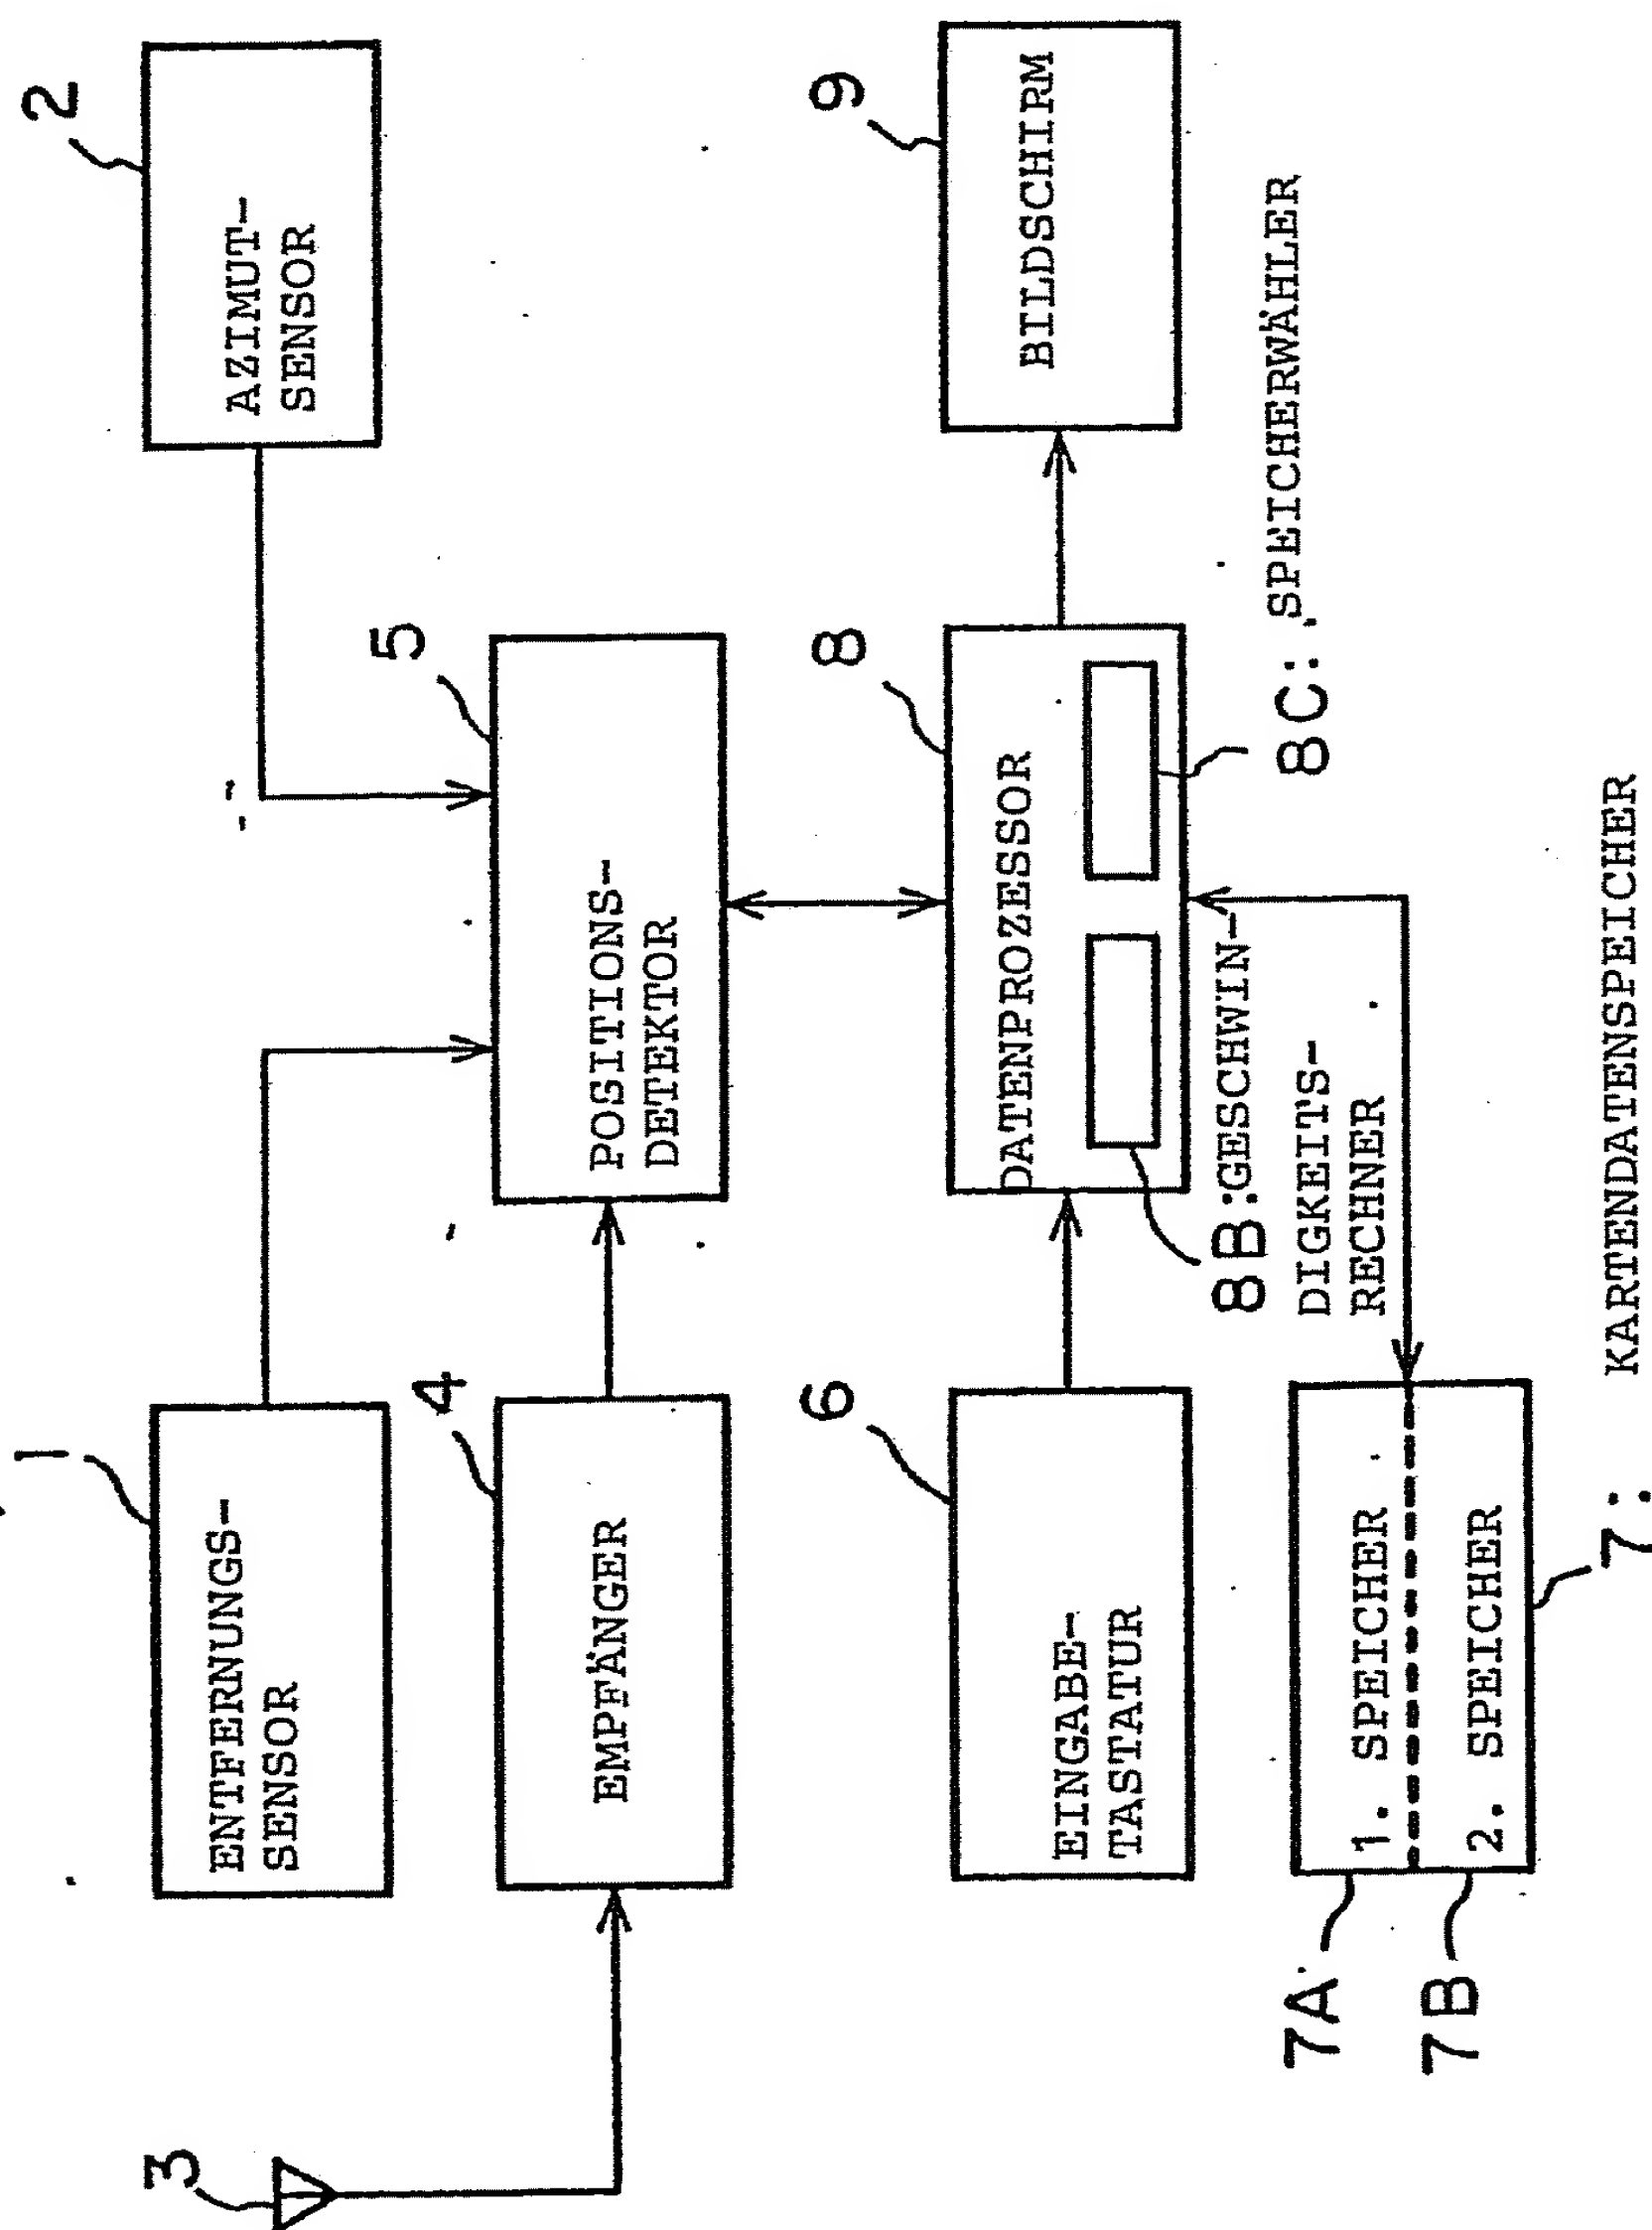 1
ENTFERNUNGS-
SENSOR
2
AZIMUT-
SENSOR
3
4
EMPFÄNGER
5
POSITIONS-
DETEKTOR
6
EINGABE-
TASTATUR
8
DATENPROZESSOR
9
BILDSCHIRM
8B:GESCHWIN-
DIGKEITS-
RECHNER
8C: SPEICHERWÄHLER
7A
1. SPEICHER
7B
2. SPEICHER
7: KARTENDATENSPEICHER